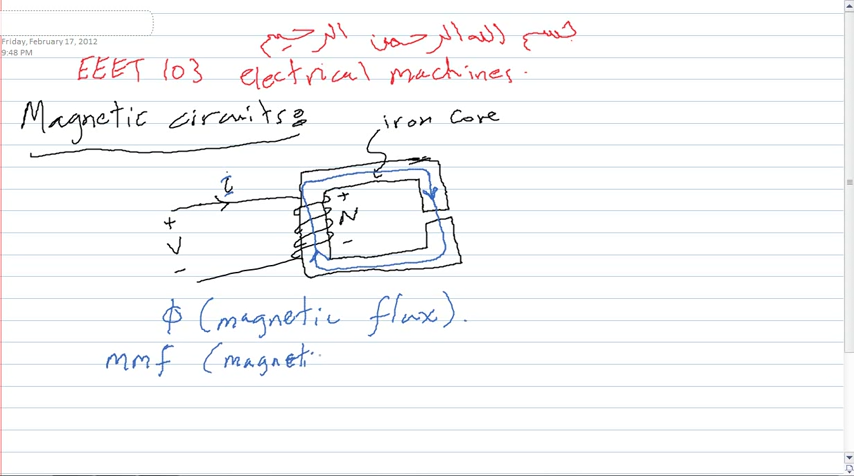 Friday, February 17, 2012
9:48 PM
بسم الله الرحمن الرحيم
EEET 103 electrical machines.
Magnetic circuits:
iron core
i
+
N
+
V
-
-
ϕ (magnetic flux).
mmf (magneti